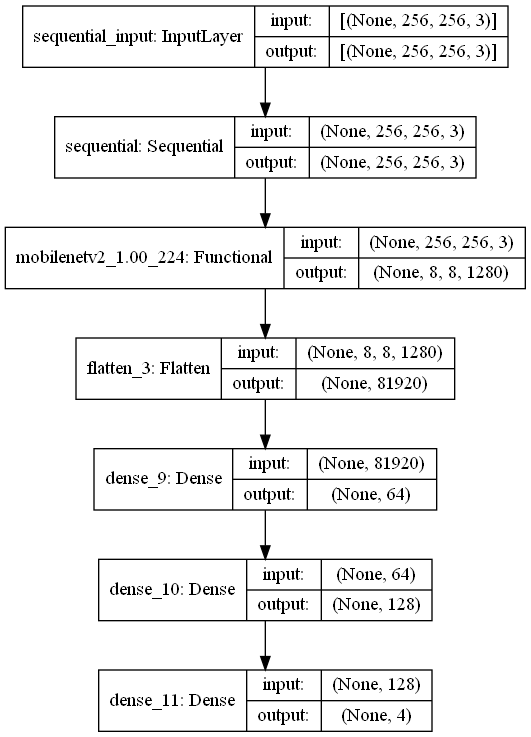 sequential_input: InputLayer
input:
[(None, 256, 256, 3)]
output:
[(None, 256, 256, 3)]
sequential: Sequential
input:
(None, 256, 256, 3)
output:
(None, 256, 256, 3)
mobilenetv2_1.00_224: Functional
input:
(None, 256, 256, 3)
output:
(None, 8, 8, 1280)
flatten_3: Flatten
input:
(None, 8, 8, 1280)
output:
(None, 81920)
dense_9: Dense
input:
(None, 81920)
output:
(None, 64)
dense_10: Dense
input:
(None, 64)
output:
(None, 128)
dense_11: Dense
input:
(None, 128)
output:
(None, 4)